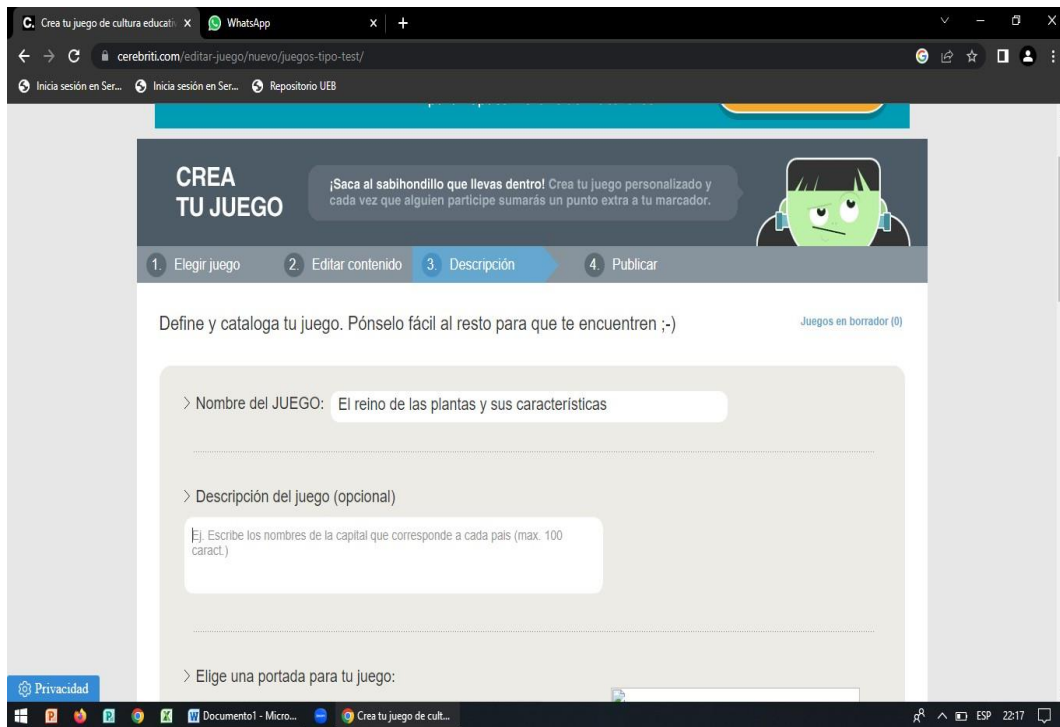 C. Crea tu juego de cultura educati
WhatsApp
cerebriti.com/editar-juego/nuevo/juegos-tipo-test/
Inicia sesión en Ser...
Inicia sesión en Ser...
Repositorio UEB
CREA
TU JUEGO
¡Saca al sabihondillo que llevas dentro! Crea tu juego personalizado y
cada vez que alguien participe sumarás un punto extra a tu marcador.
1. Elegir juego
2. Editar contenido
3. Descripción
4. Publicar
Define y cataloga tu juego. Pónselo fácil al resto para que te encuentren ;-)
Juegos en borrador (0)
> Nombre del JUEGO: El reino de las plantas y sus características
> Descripción del juego (opcional)
Ej. Escribe los nombres de la capital que corresponde a cada pais (max. 100
caract.)
> Elige una portada para tu juego:
Privacidad
Documento1 - Micro...
Crea tu juego de cult...
ESP
22:17